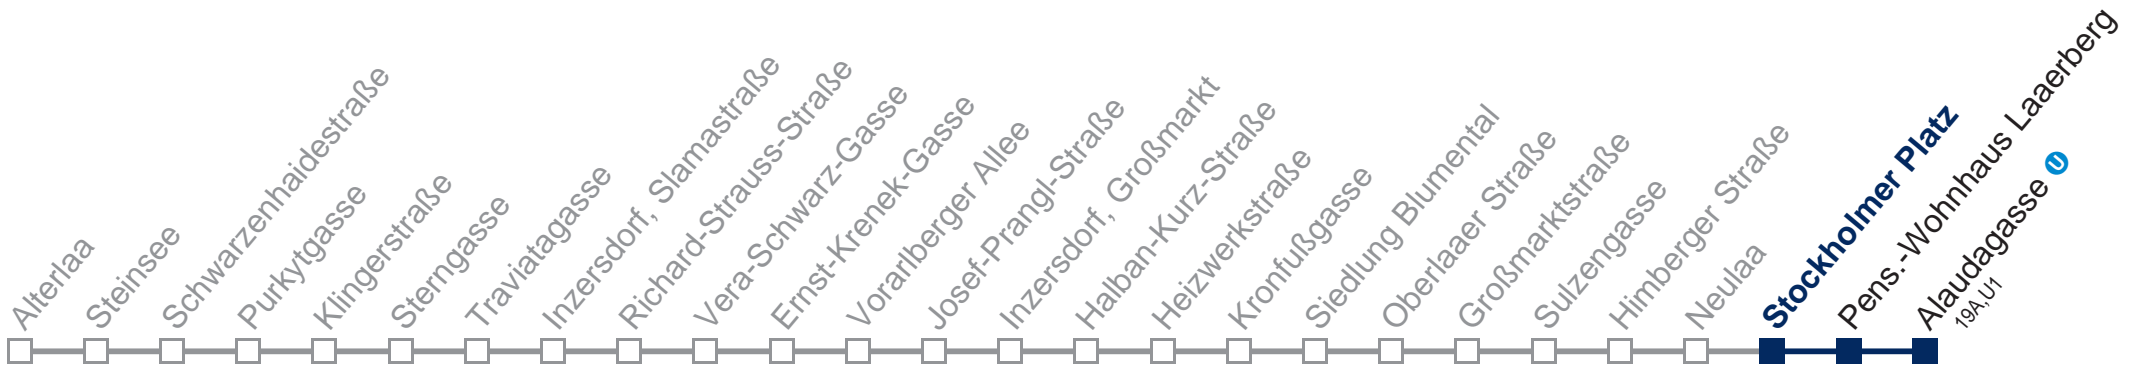 Alterlaa
Steinsee
Schwarzenhaidestraße
Purkytgasse
Klingerstraße
Sterngasse
Traviatagasse
Inzersdorf, Slamastraße
Richard-Strauss-Straße
Vera-Schwarz-Gasse
Ernst-Krenek-Gasse
Vorarlberger Allee
Josef-Prangl-Straße
Inzersdorf, Großmarkt
Halban-Kurz-Straße
Heizwerkstraße
Kronfußgasse
Siedlung Blumental
Oberlaaer Straße
Großmarktstraße
Sulzengasse
Himberger Straße
Neulaa
Stockholmer Platz
Pens.-Wohnhaus Laaerberg
Alaudagasse U
19A,U1